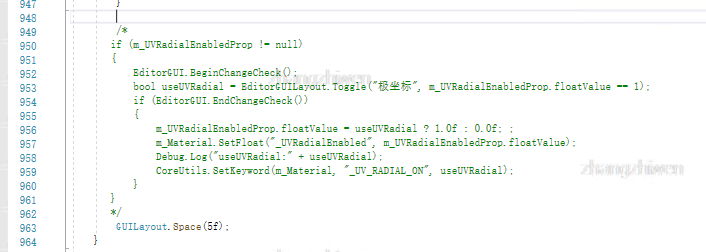 947 }
948
949 /*
950 if (m_UVRadialEnabledProp != null)
951 {
952 EditorGUI.BeginChangeCheck();
953 bool useUVRadial = EditorGUILayout.Toggle("极坐标", m_UVRadialEnabledProp.floatValue == 1);
954 if (EditorGUI.EndChangeCheck())
955 {
956 m_UVRadialEnabledProp.floatValue = useUVRadial ? 1.0f : 0.0f; ;
957 m_Material.SetFloat("_UVRadialEnabled", m_UVRadialEnabledProp.floatValue);
958 Debug.Log("useUVRadial:" + useUVRadial);
959 CoreUtils.SetKeyword(m_Material, "_UV_RADIAL_ON", useUVRadial);
960 }
961 }
962 */
963 GUILayout.Space(5f);
964 }
zhangzhiwen
zhangzhiwen